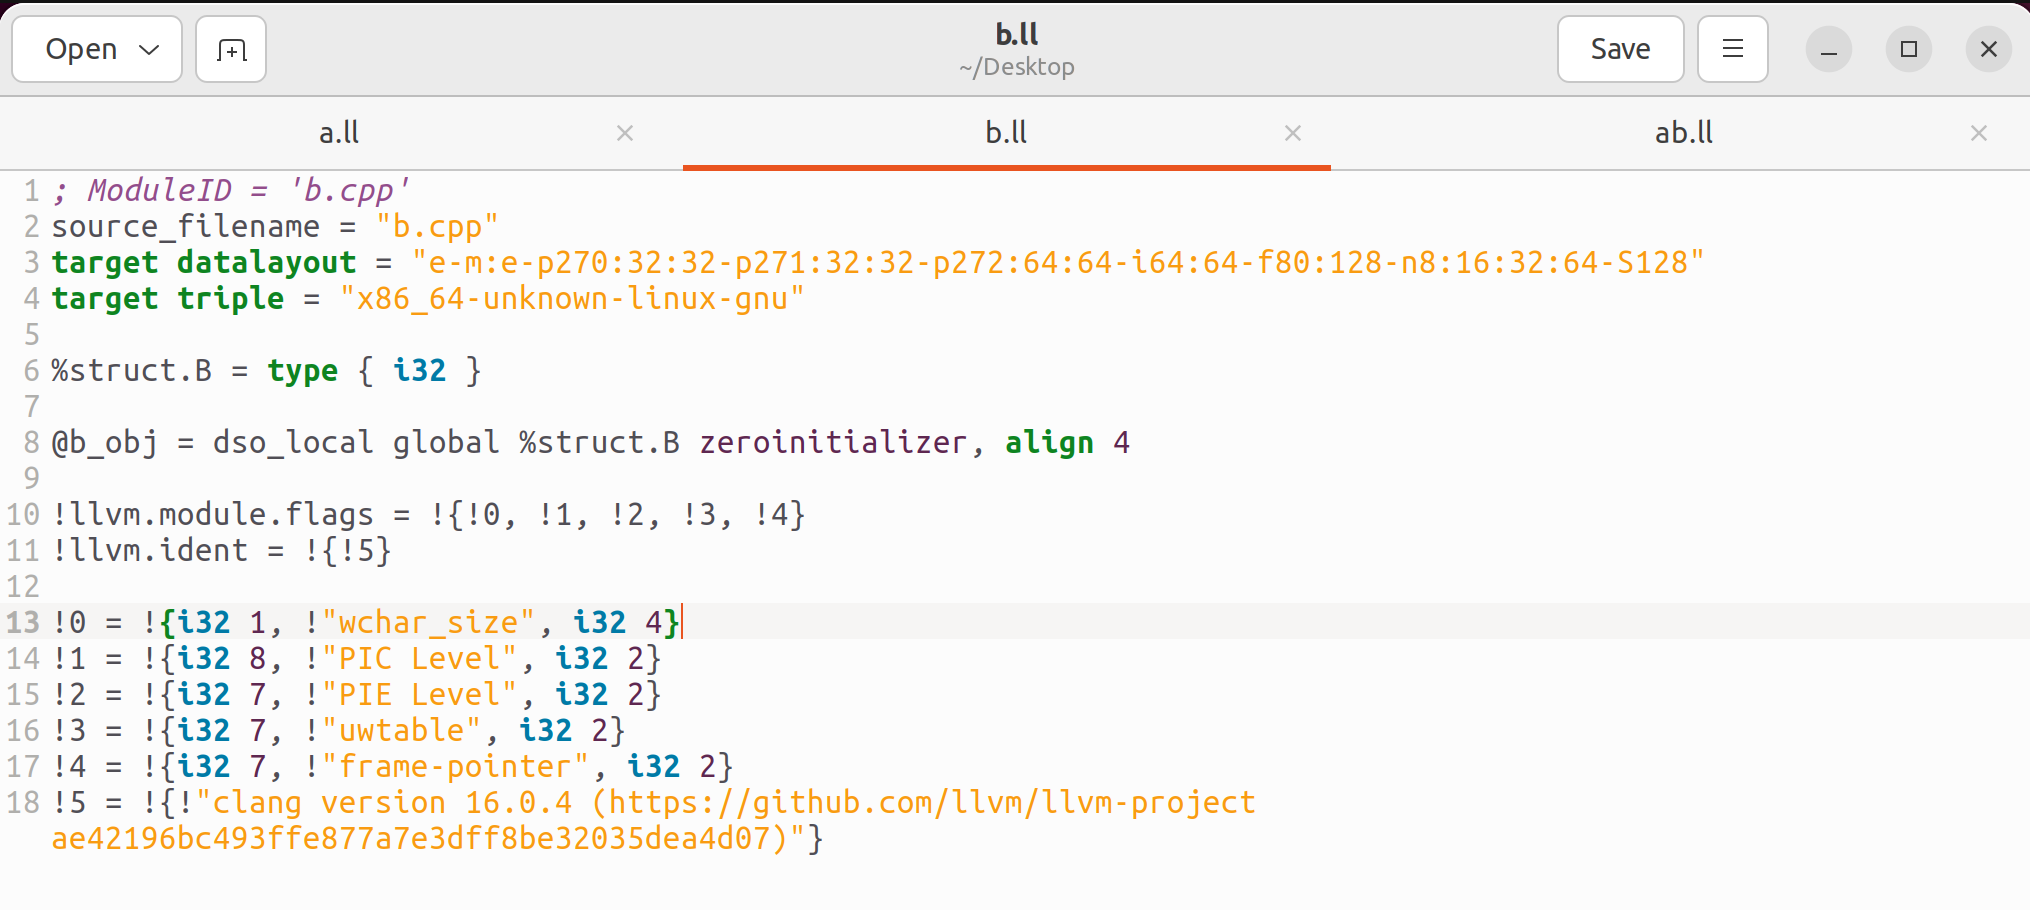 Open
b.ll
~/Desktop
Save
a.ll
b.ll
ab.ll
1 ; ModuleID = 'b.cpp'
2 source_filename = "b.cpp"
3 target datalayout = "e-m:e-p270:32:32-p271:32:32-p272:64:64-i64:64-f80:128-n8:16:32:64-S128"
4 target triple = "x86_64-unknown-linux-gnu"
5
6 %struct.B = type { i32 }
7
8 @b_obj = dso_local global %struct.B zeroinitializer, align 4
9
10 !llvm.module.flags = !{!0, !1, !2, !3, !4}
11 !llvm.ident = !{!5}
12
13 !0 = !{i32 1, !"wchar_size", i32 4}
14 !1 = !{i32 8, !"PIC Level", i32 2}
15 !2 = !{i32 7, !"PIE Level", i32 2}
16 !3 = !{i32 7, !"uwtable", i32 2}
17 !4 = !{i32 7, !"frame-pointer", i32 2}
18 !5 = !{!"clang version 16.0.4 (https://github.com/llvm/llvm-project
ae42196bc493ffe877a7e3dff8be32035dea4d07)"}